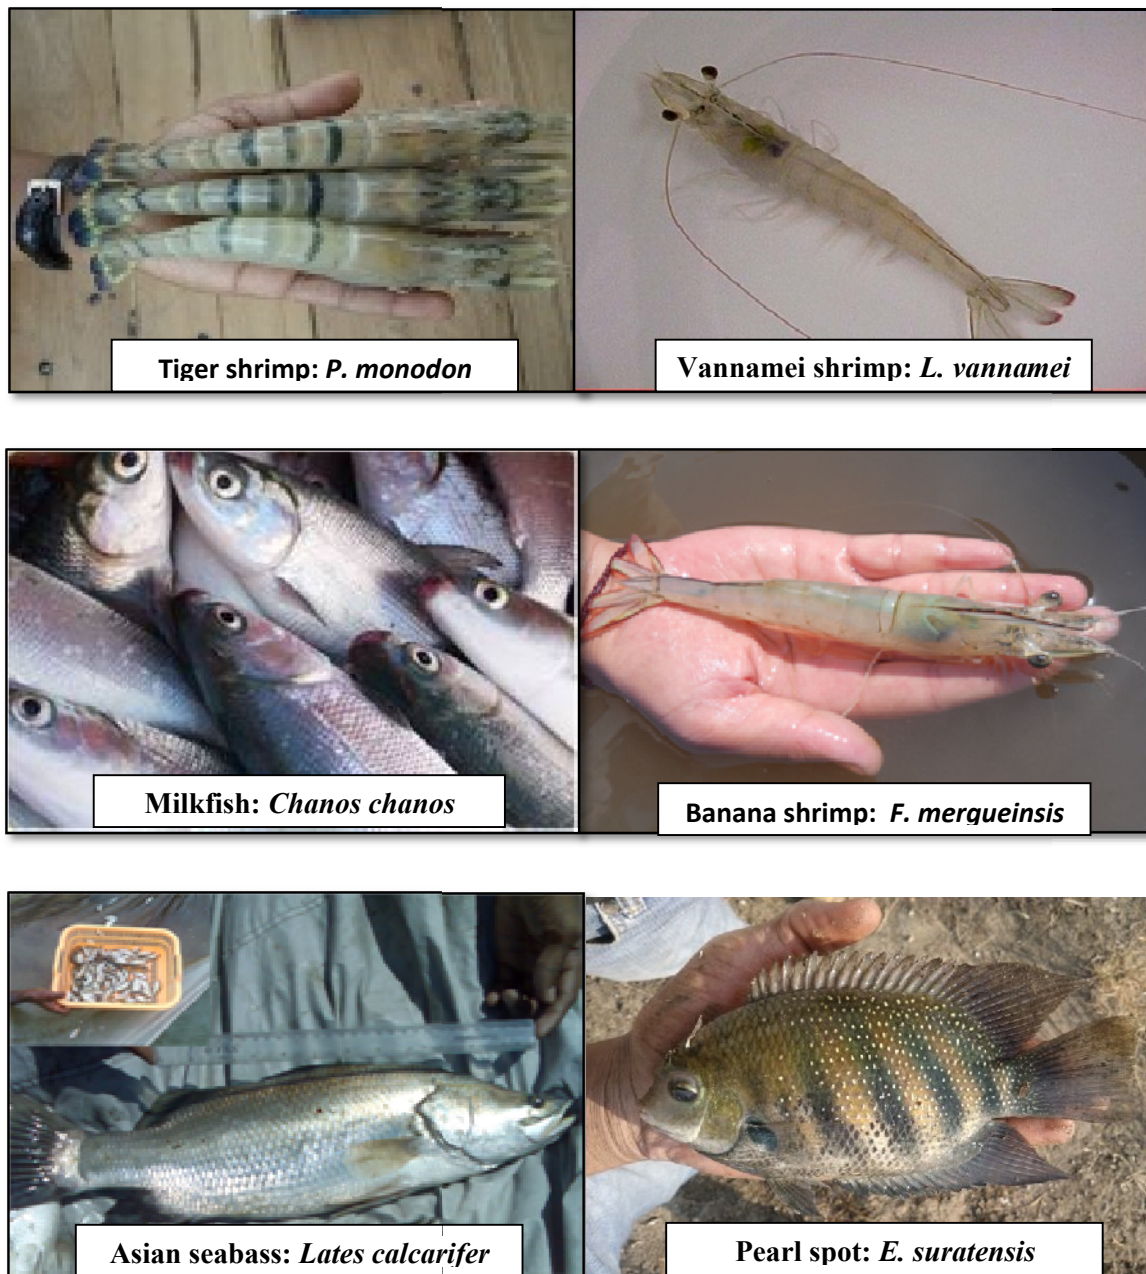 Tiger shrimp: P. monodon
Vannamei shrimp: L. vannamei
Milkfish: Chanos chanos
Banana shrimp: F. mergueinsis
Asian seabass: Lates calcarifer
Pearl spot: E. suratensis